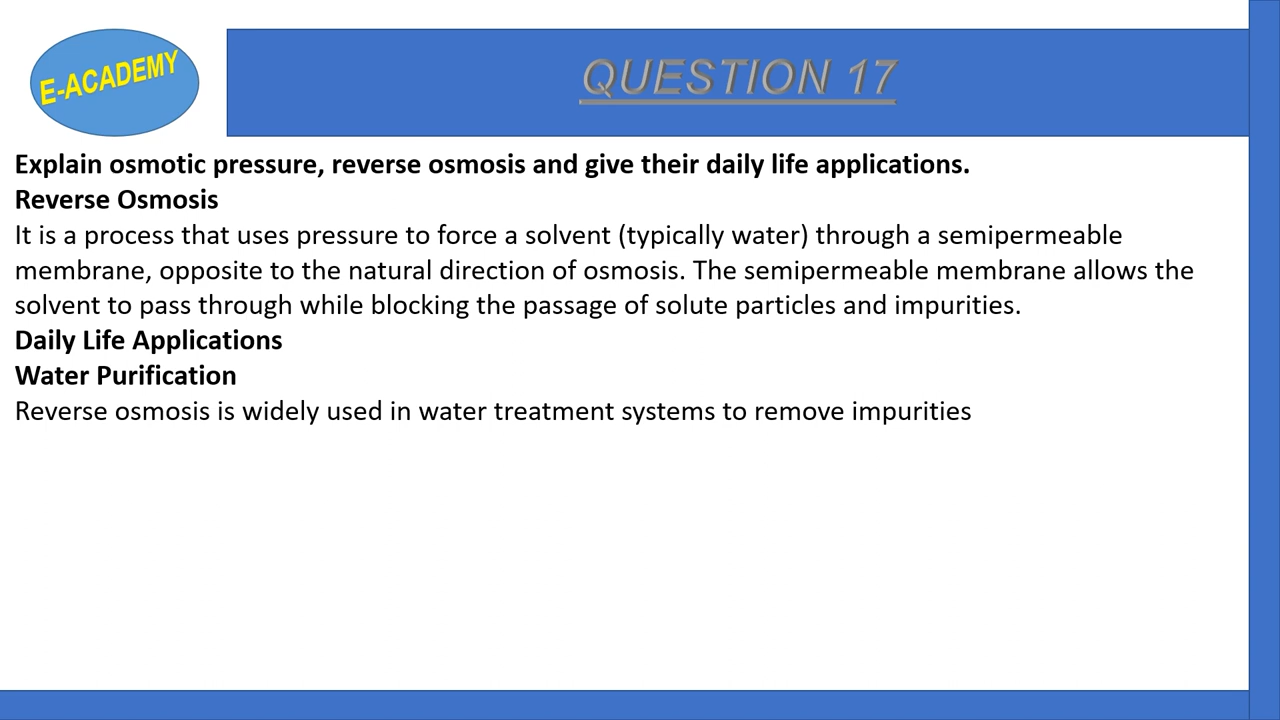 E-ACADEMY
QUESTION 17
Explain osmotic pressure, reverse osmosis and give their daily life applications.
Reverse Osmosis
It is a process that uses pressure to force a solvent (typically water) through a semipermeable
membrane, opposite to the natural direction of osmosis. The semipermeable membrane allows the
solvent to pass through while blocking the passage of solute particles and impurities.
Daily Life Applications
Water Purification
Reverse osmosis is widely used in water treatment systems to remove impurities